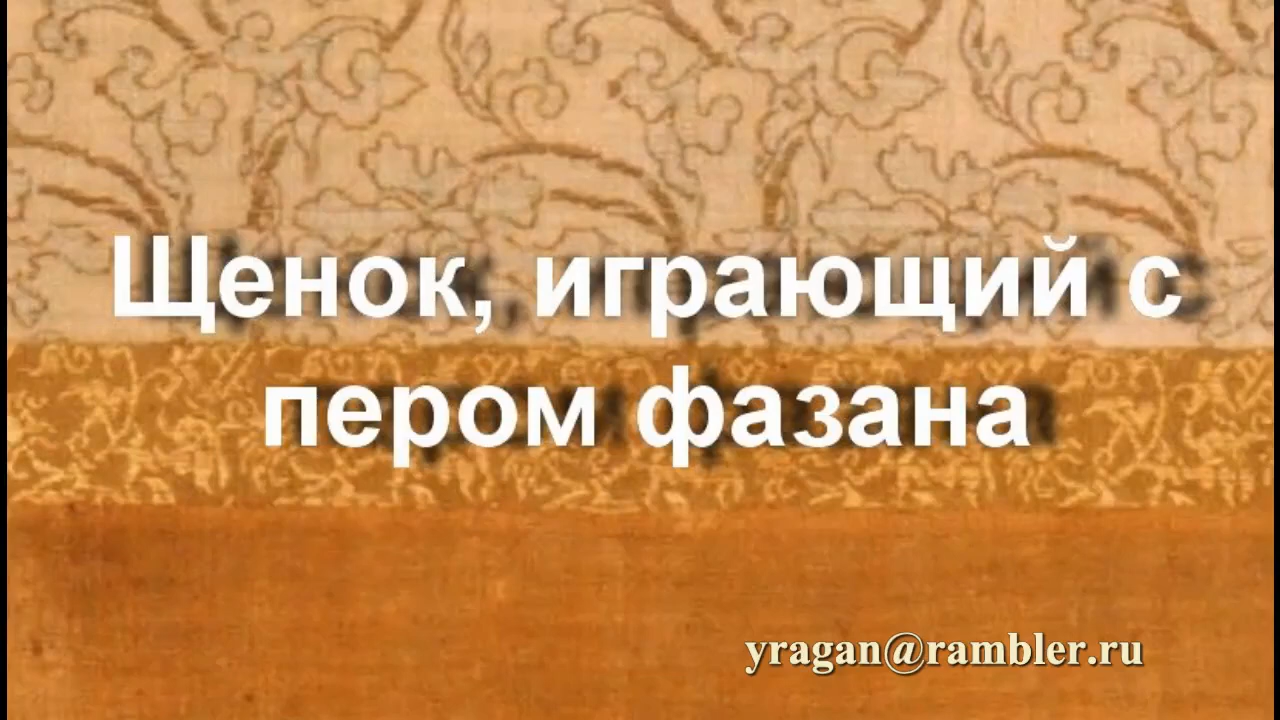 Щенок, играющий с
пером фазана
yragan@rambler.ru